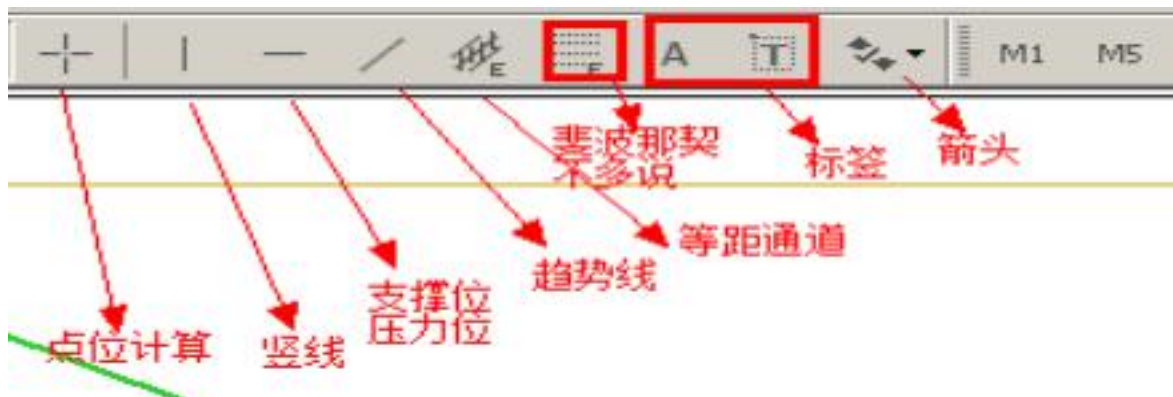 E F A T M1 M5
斐波那契
不多说
标签
箭头
等距通道
趋势线
支撑位
压力位
点位计算
竖线